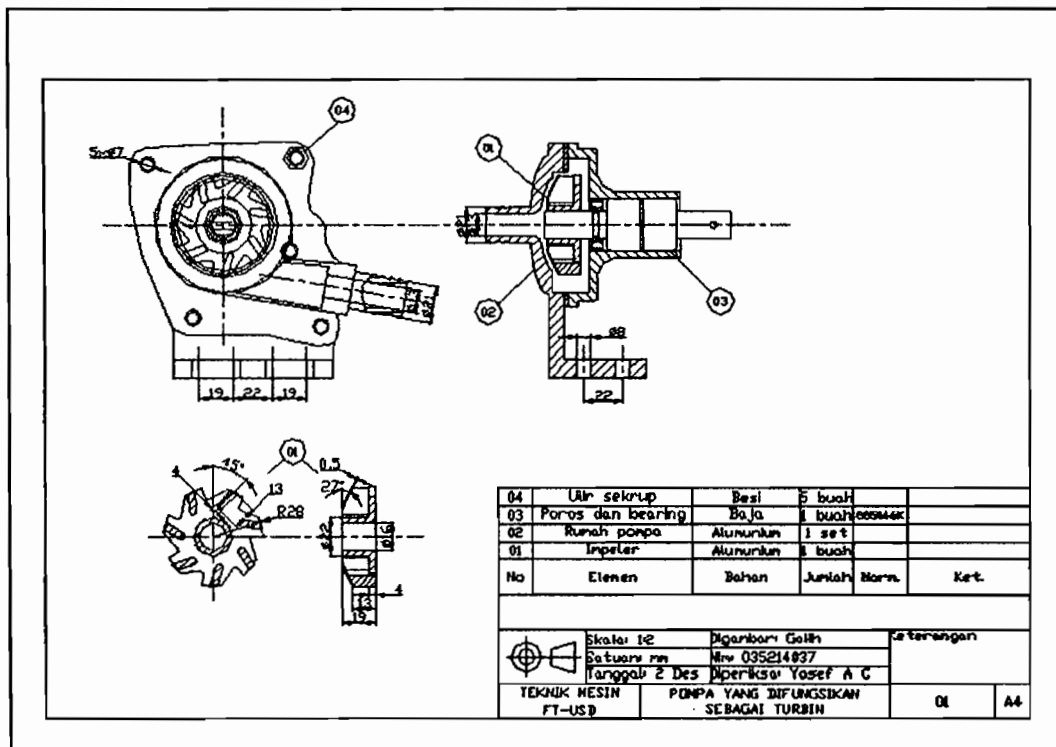 04
5xø7
19
22
19
01
02
03
ø8
22
01
4
45°
13
R28
0.5
27°
ø22
ø16
4
13
19
04 Ulir sekrup Besi 5 buah
03 Poros dan bearing Baja 1 buah
02 Rumah pompa Alumunium 1 set
01 Impeler Alumunium 1 buah
No Elemen Bahan Jumlah Norm. Ket.
Skala: 1:2 Digambar: Galih Keterangan
Satuan: mm Nim: 035214037
Tanggal: 2 Des Diperiksa: Yosef A C
TEKNIK MESIN POMPA YANG DIFUNGSIKAN 01 A4
FT-USD SEBAGAI TURBIN